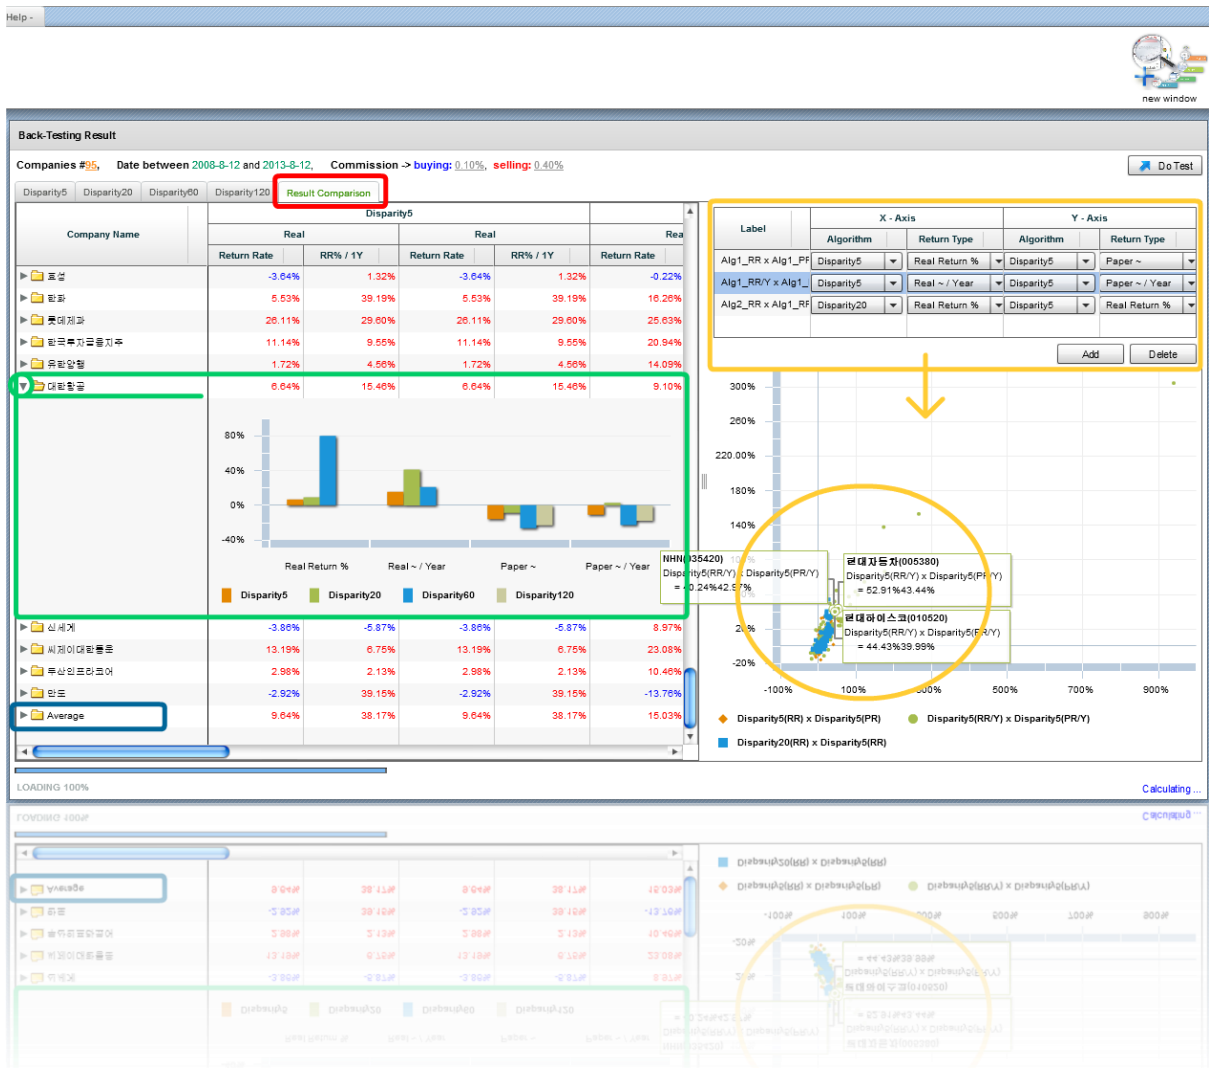 Help -
new window
Back-Testing Result
Companies #95, Date between 2008-8-12 and 2013-8-12, Commission -> buying: 0.10%, selling: 0.40%
Do Test
Disparity5 Disparity20 Disparity60 Disparity120 Result Comparison
Company Name
Disparity5
Real Real Rea
Return Rate RR% / 1Y Return Rate RR% / 1Y Return Rate
효성 -3.64% 1.32% -3.64% 1.32% -0.22%
한화 5.53% 39.19% 5.53% 39.19% 16.26%
롯데제과 26.11% 29.60% 26.11% 29.60% 25.63%
한국투자금융지주 11.14% 9.55% 11.14% 9.55% 20.94%
유한양행 1.72% 4.56% 1.72% 4.56% 14.09%
대한항공 6.64% 15.46% 6.64% 15.46% 9.10%
80%
40%
0%
-40%
Real Return % Real ~ / Year Paper ~ Paper ~ / Year
Disparity5 Disparity20 Disparity60 Disparity120
신세계 -3.86% -5.87% -3.86% -5.87% 8.97%
씨제이대한통운 13.19% 6.75% 13.19% 6.75% 23.08%
두산인프라코어 2.98% 2.13% 2.98% 2.13% 10.46%
만도 -2.92% 39.15% -2.92% 39.15% -13.76%
Average 9.64% 38.17% 9.64% 38.17% 15.03%
LOADING 100%
Label X - Axis Y - Axis
Algorithm Return Type Algorithm Return Type
Alg1_RR x Alg1_PF Disparity5 Real Return % Disparity5 Paper ~
Alg1_RR/Y x Alg1_ Disparity5 Real ~ / Year Disparity5 Paper ~ / Year
Alg2_RR x Alg1_RF Disparity20 Real Return % Disparity5 Real Return %
Add Delete
300%
260%
220.00%
180%
140%
100%
20%
-20%
NHN(035420)
Disparity5(RR/Y) x Disparity5(PR/Y)
= 40.24%42.97%
현대자동차(005380)
Disparity5(RR/Y) x Disparity5(PR/Y)
= 52.91%43.44%
현대하이스코(010520)
Disparity5(RR/Y) x Disparity5(PR/Y)
= 44.43%39.99%
-100% 100% 300% 500% 700% 900%
Disparity5(RR) x Disparity5(PR) Disparity5(RR/Y) x Disparity5(PR/Y)
Disparity20(RR) x Disparity5(RR)
Calculating ...